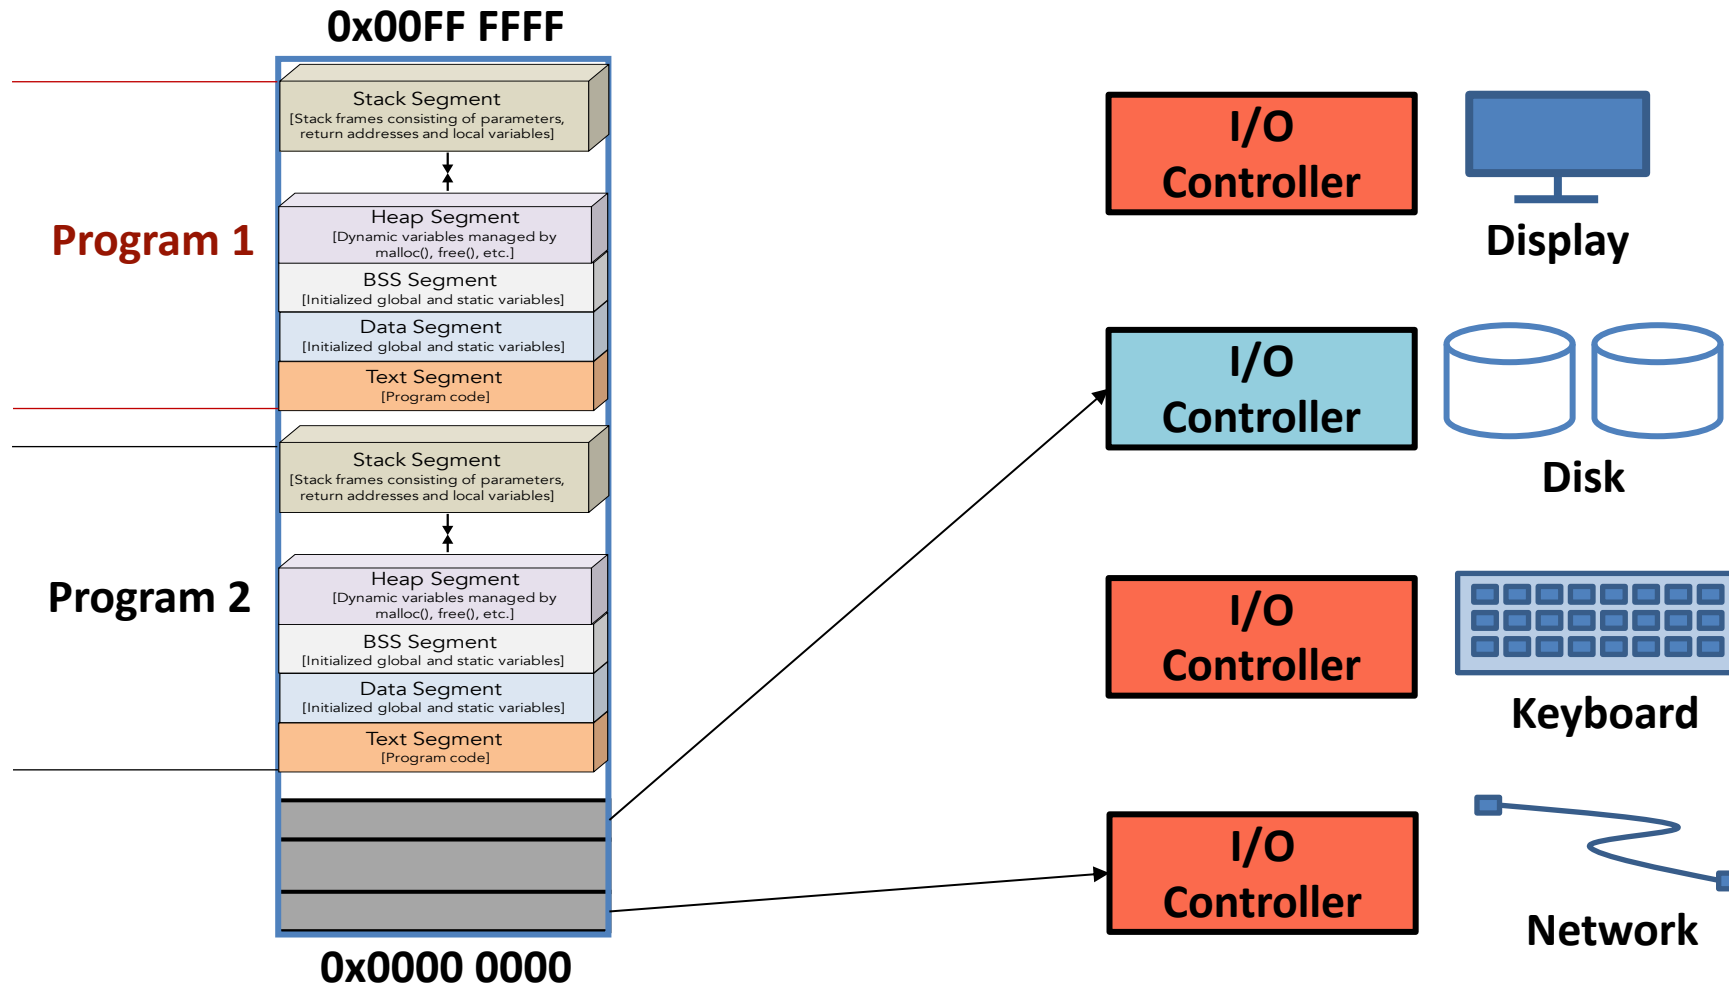 0x00FF FFFF
Program 1
Stack Segment
[Stack frames consisting of parameters,
return addresses and local variables]
Heap Segment
[Dynamic variables managed by
malloc(), free(), etc.]
BSS Segment
[Initialized global and static variables]
Data Segment
[Initialized global and static variables]
Text Segment
[Program code]
Program 2
Stack Segment
[Stack frames consisting of parameters,
return addresses and local variables]
Heap Segment
[Dynamic variables managed by
malloc(), free(), etc.]
BSS Segment
[Initialized global and static variables]
Data Segment
[Initialized global and static variables]
Text Segment
[Program code]
0x0000 0000
I/O
Controller
Display
I/O
Controller
Disk
I/O
Controller
Keyboard
I/O
Controller
Network